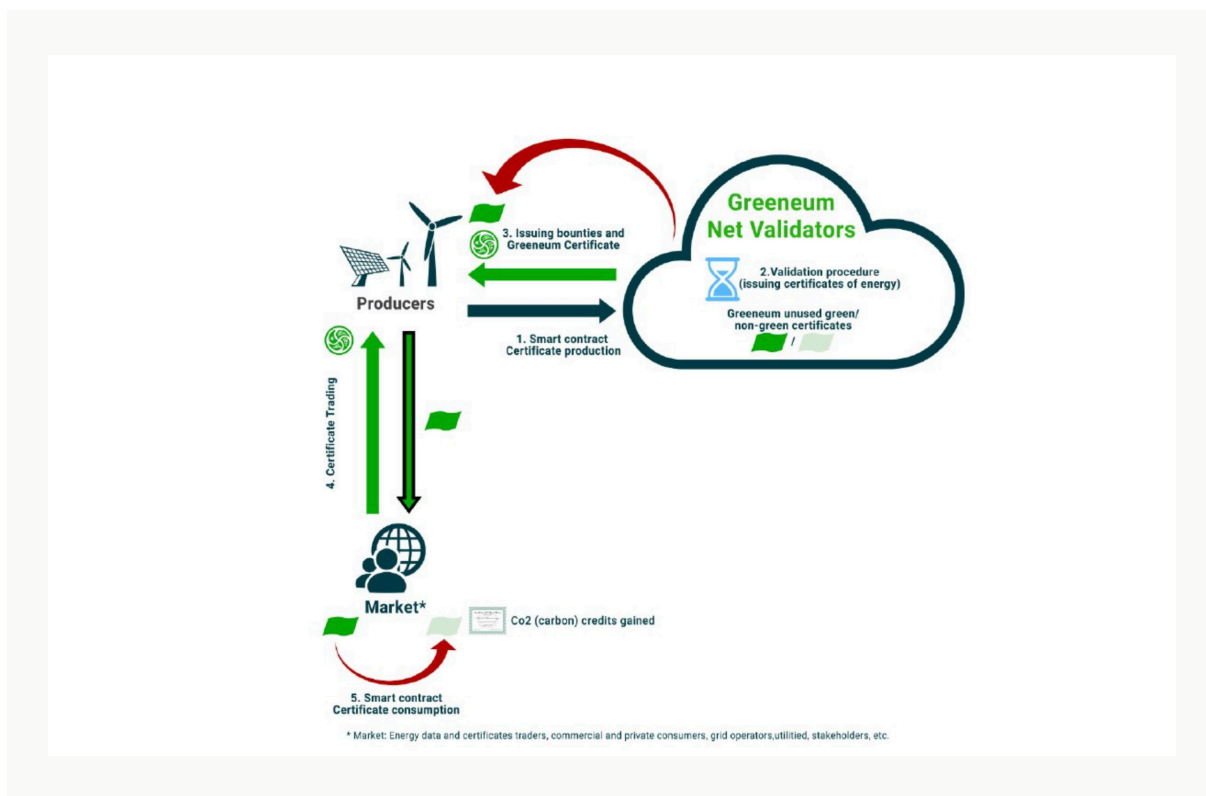 Greeneum
Net Validators
2.Validation procedure
(issuing certificates of energy)
Greeneum unused green/
non-green certificates
/
3. Issuing bounties and
Greeneum Certificate
Producers
1. Smart contract
Certificate production
4. Certificate Trading
Market*
Co2 (carbon) credits gained
5. Smart contract
Certificate consumption
* Market: Energy data and certificates traders, commercial and private consumers, grid operators,utilitied, stakeholders, etc.